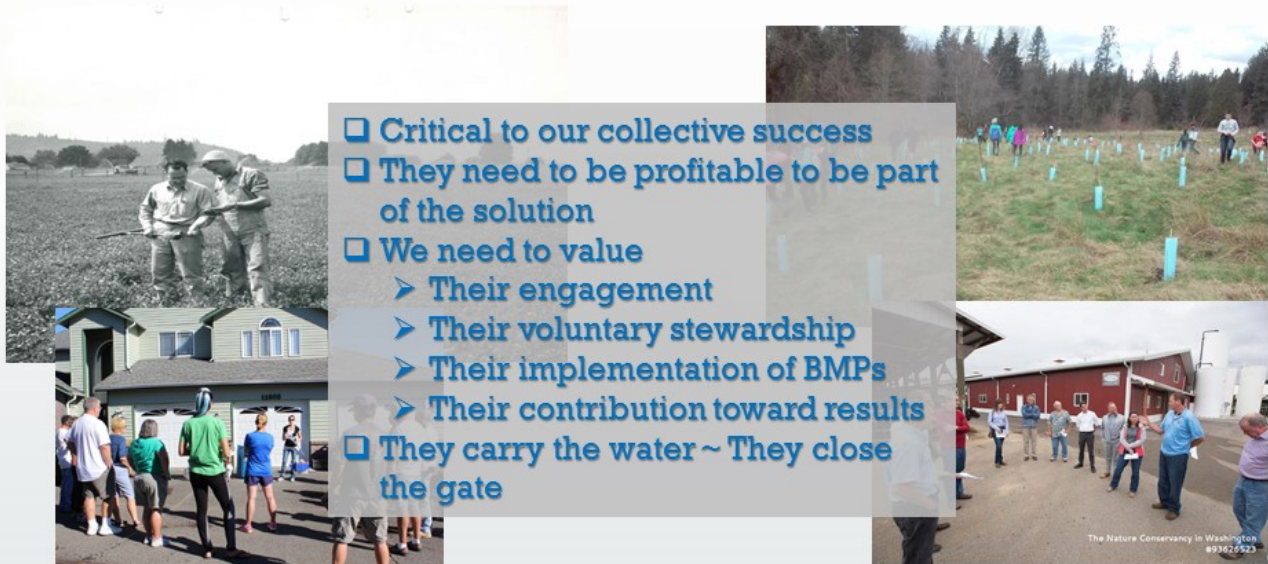 ❑ Critical to our collective success
❑ They need to be profitable to be part
of the solution
❑ We need to value
➢ Their engagement
➢ Their voluntary stewardship
➢ Their implementation of BMPs
➢ Their contribution toward results
❑ They carry the water ~ They close
the gate
The Nature Conservancy in Washington
#93626523